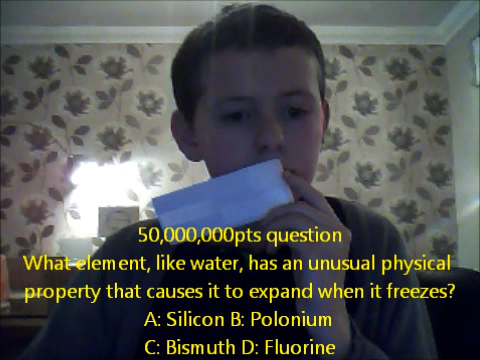 50,000,000pts question
What element, like water, has an unusual physical
property that causes it to expand when it freezes?
A: Silicon B: Polonium
C: Bismuth D: Fluorine